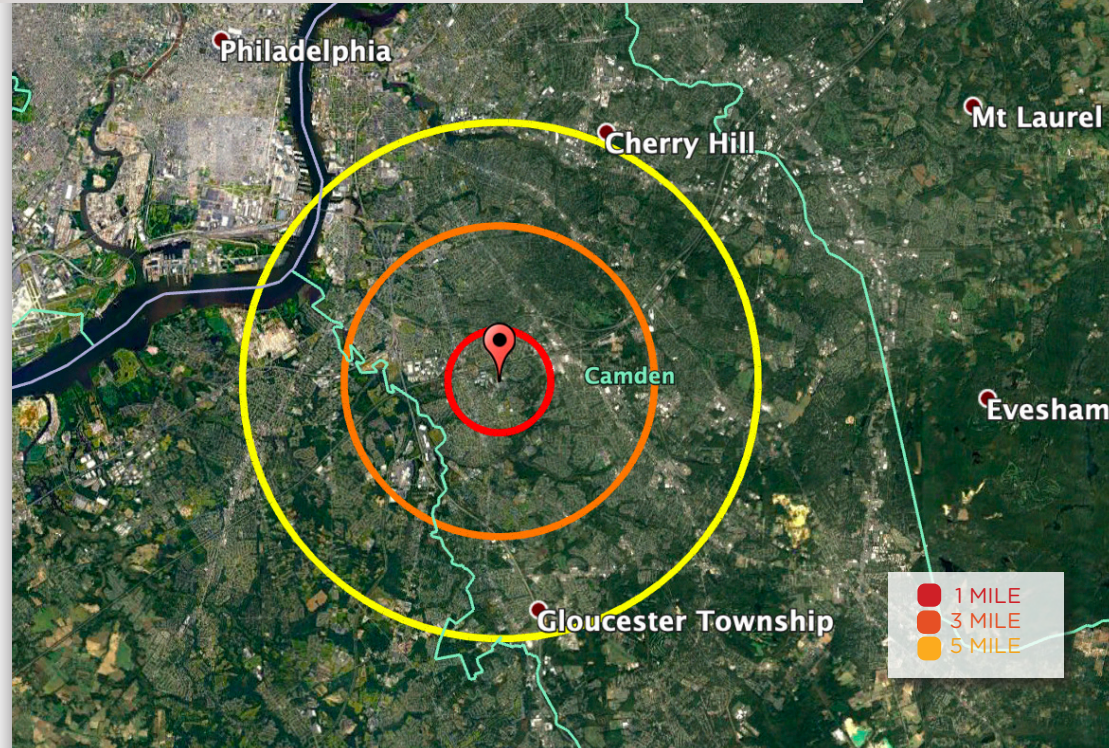 Philadelphia
Mt Laurel
Cherry Hill
Camden
Evesham
1 MILE
3 MILE
Gloucester Township
5 MILE